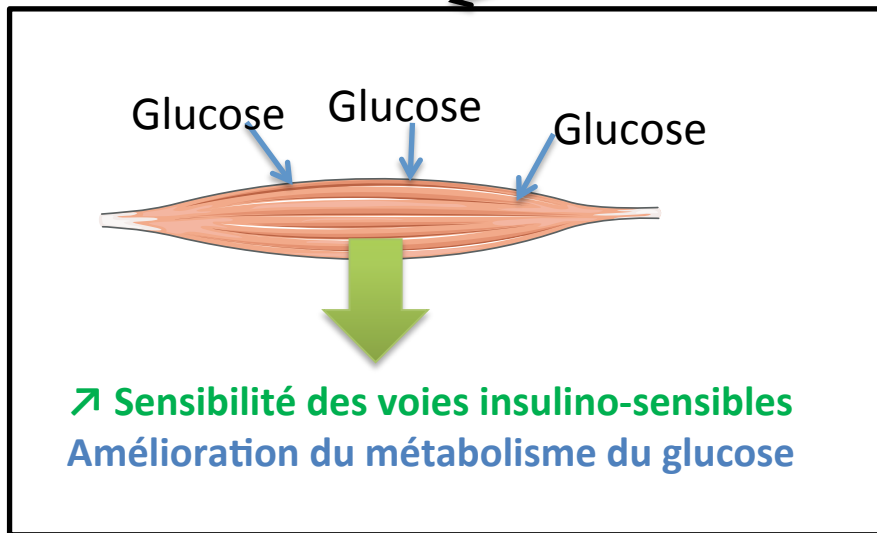 Glucose
Glucose
Glucose
↗ Sensibilité des voies insulino-sensibles
Amélioration du métabolisme du glucose